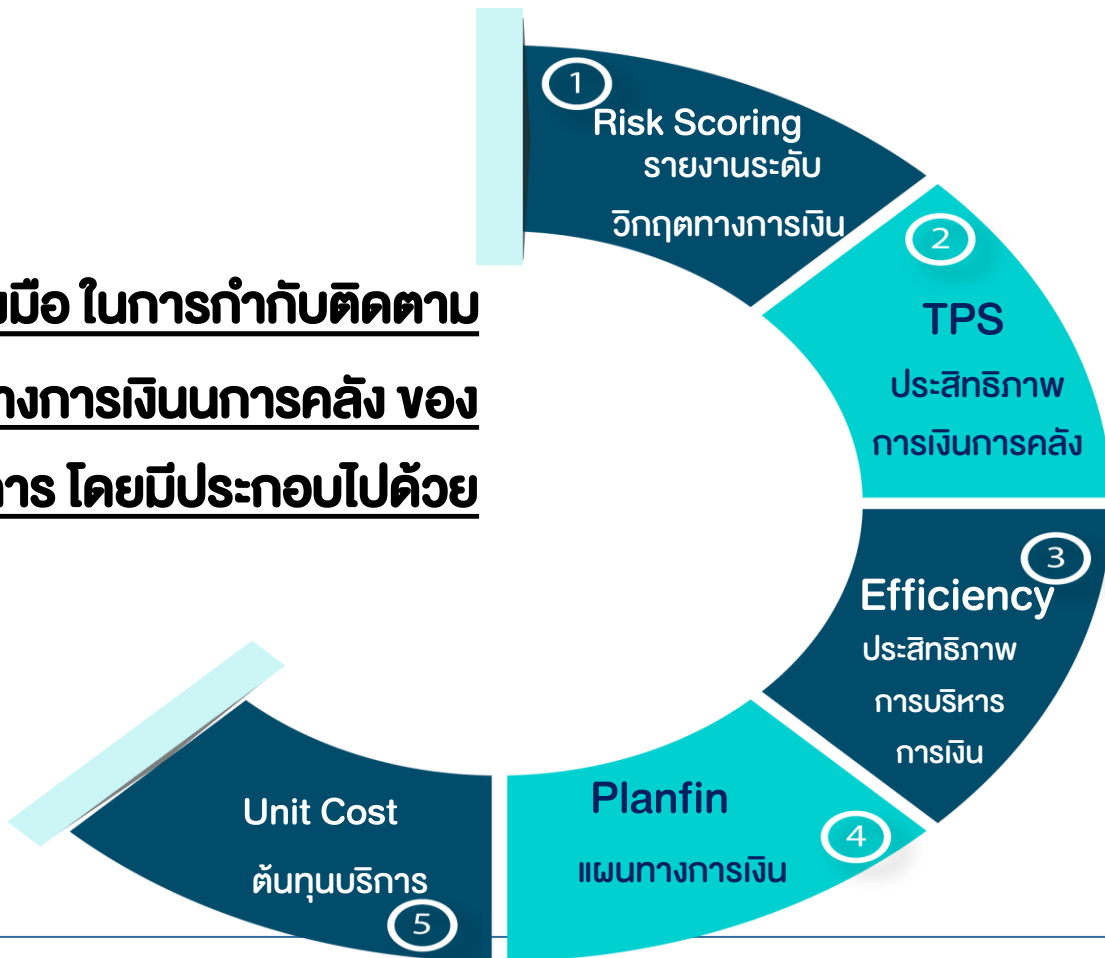 มือ ในการกำกับติดตาม
างการเงินนการคลัง ของ
การ โดยมีประกอบไปด้วย
1
Risk Scoring
รายงานระดับ
วิกฤตทางการเงิน
2
TPS
ประสิทธิภาพ
การเงินการคลัง
3
Efficiency
ประสิทธิภาพ
การบริหาร
การเงิน
4
Planfin
แผนทางการเงิน
Unit Cost
ต้นทุนบริการ
5